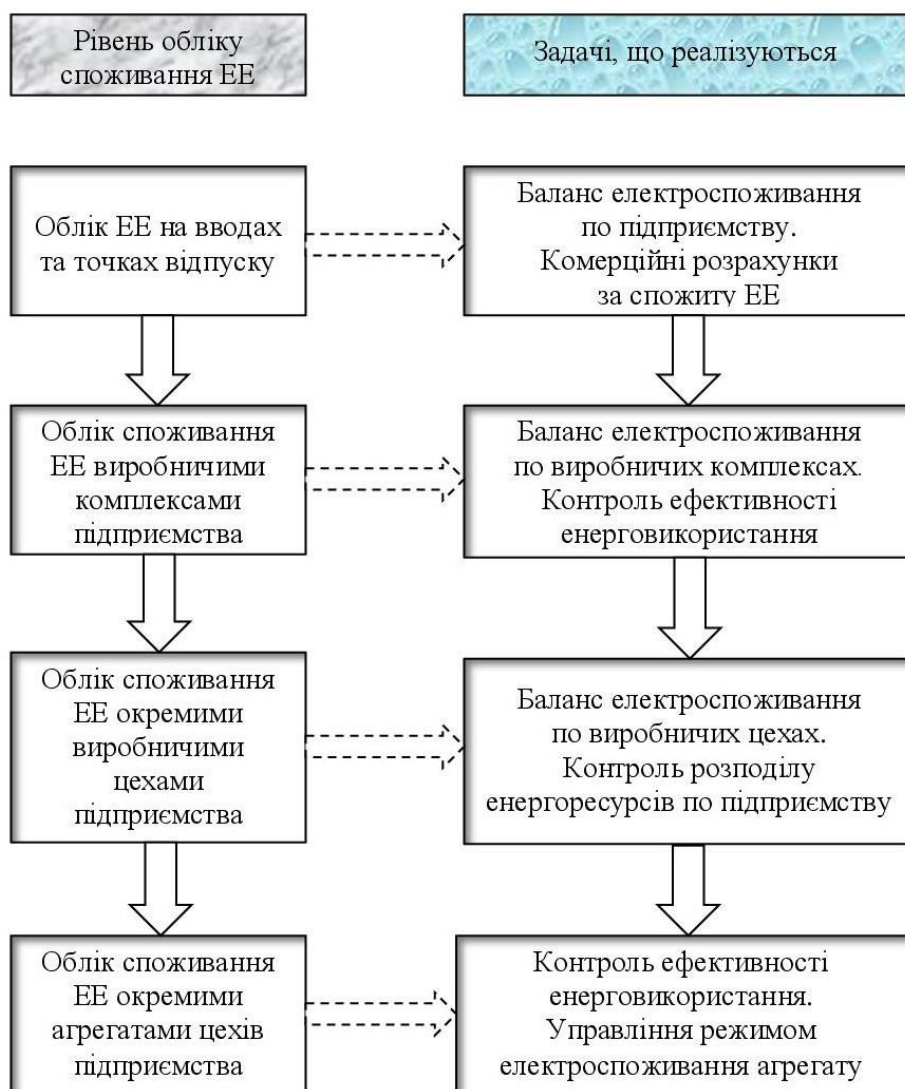 Рівень обліку
споживання ЕЕ
Задачі, що реалізуються
Облік ЕЕ на вводах
та точках відпуску
Баланс електроспоживання
по підприємству.
Комерційні розрахунки
за спожиту ЕЕ
Облік споживання
ЕЕ виробничими
комплексами
підприємства
Баланс електроспоживання
по виробничих комплексах.
Контроль ефективності
енерговикористання
Облік споживання
ЕЕ окремими
виробничими
цехами
підприємства
Баланс електроспоживання
по виробничих цехах.
Контроль розподілу
енергоресурсів по підприємству
Облік споживання
ЕЕ окремими
агрегатами цехів
підприємства
Контроль ефективності
енерговикористання.
Управління режимом
електроспоживання агрегату